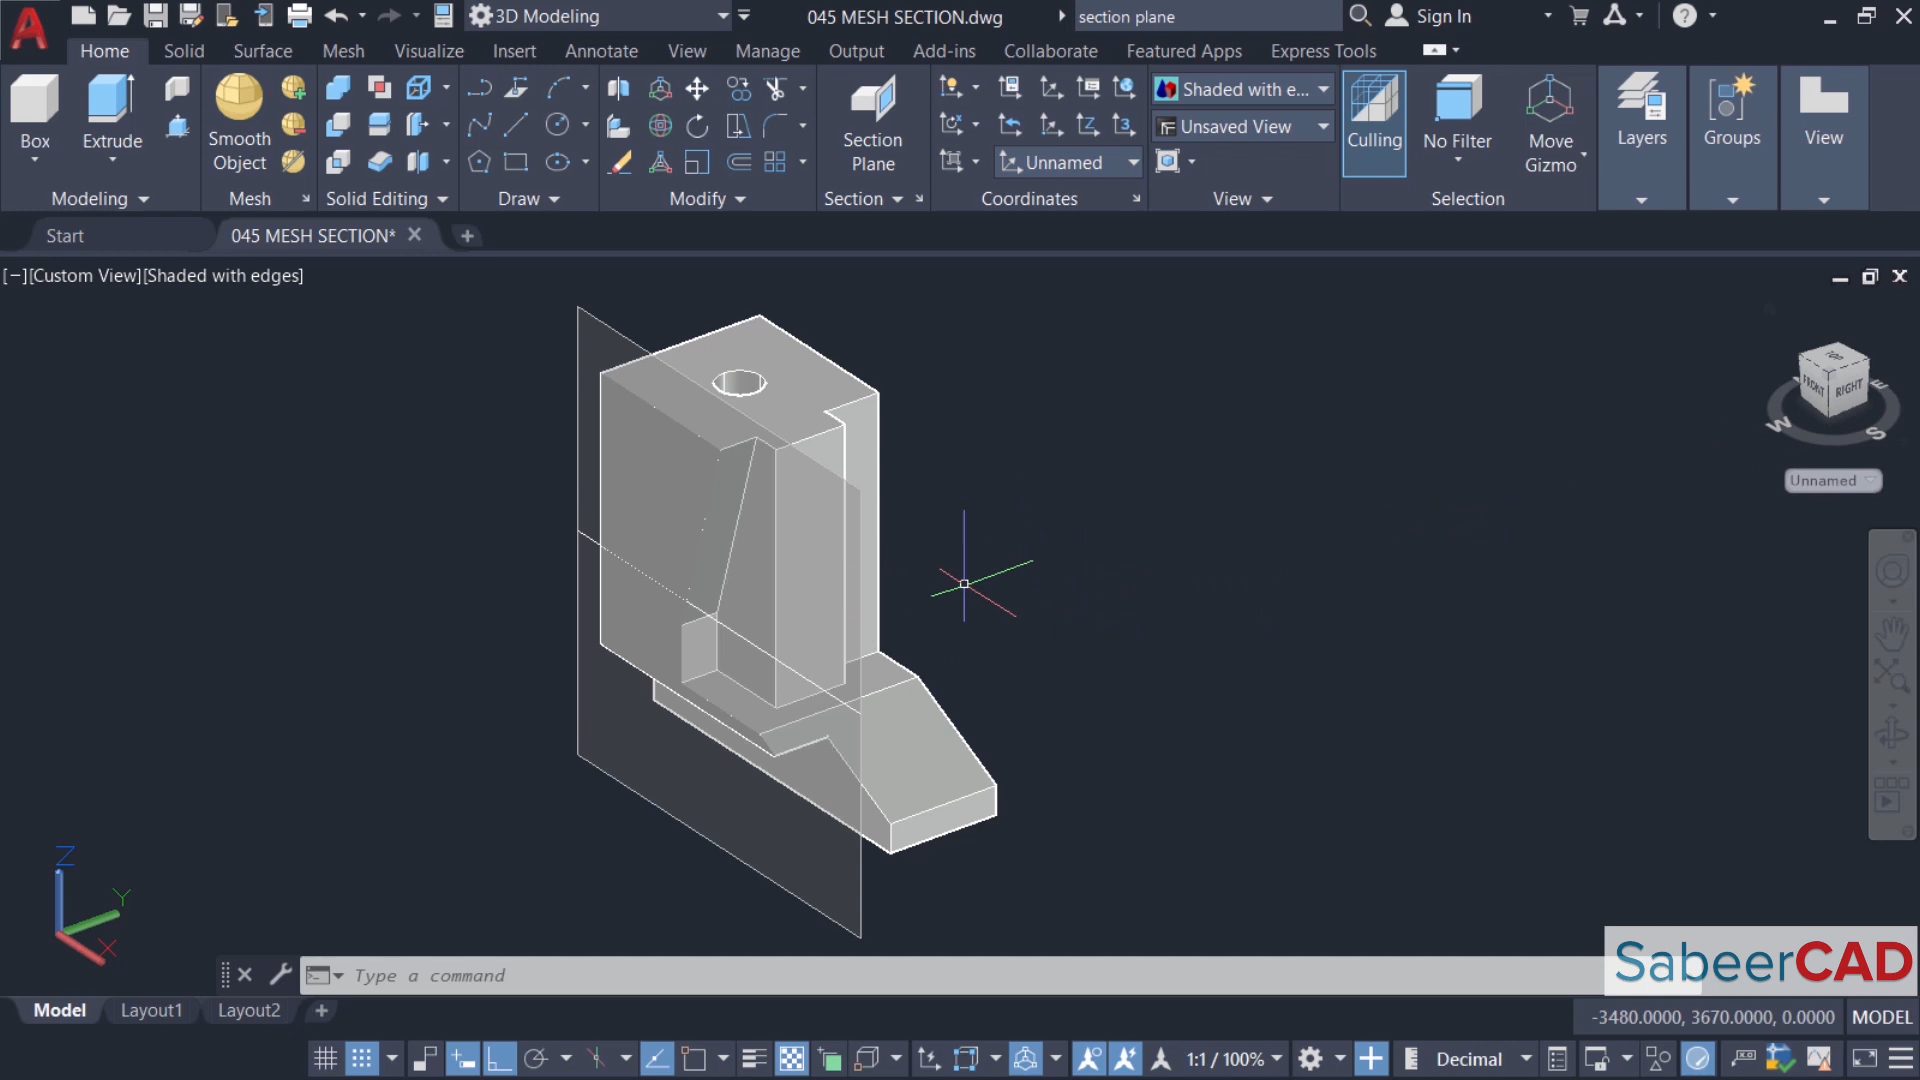 3D Modeling
045 MESH SECTION.dwg
section plane
Sign In
Home
Solid
Surface
Mesh
Visualize
Insert
Annotate
View
Manage
Output
Add-ins
Collaborate
Featured Apps
Express Tools
Box
Extrude
Smooth
Object
Section
Plane
Shaded with e...
Unsaved View
Unnamed
Culling
No Filter
Move
Gizmo
Layers
Groups
View
Modeling
Mesh
Solid Editing
Draw
Modify
Section
Coordinates
View
Selection
Start
045 MESH SECTION*
[−][Custom View][Shaded with edges]
TOP
FRONT
RIGHT
E
W
S
Unnamed
Z
Y
X
Type a command
SabeerCAD
Model
Layout1
Layout2
-3480.0000, 3670.0000, 0.0000
MODEL
1:1 / 100%
Decimal